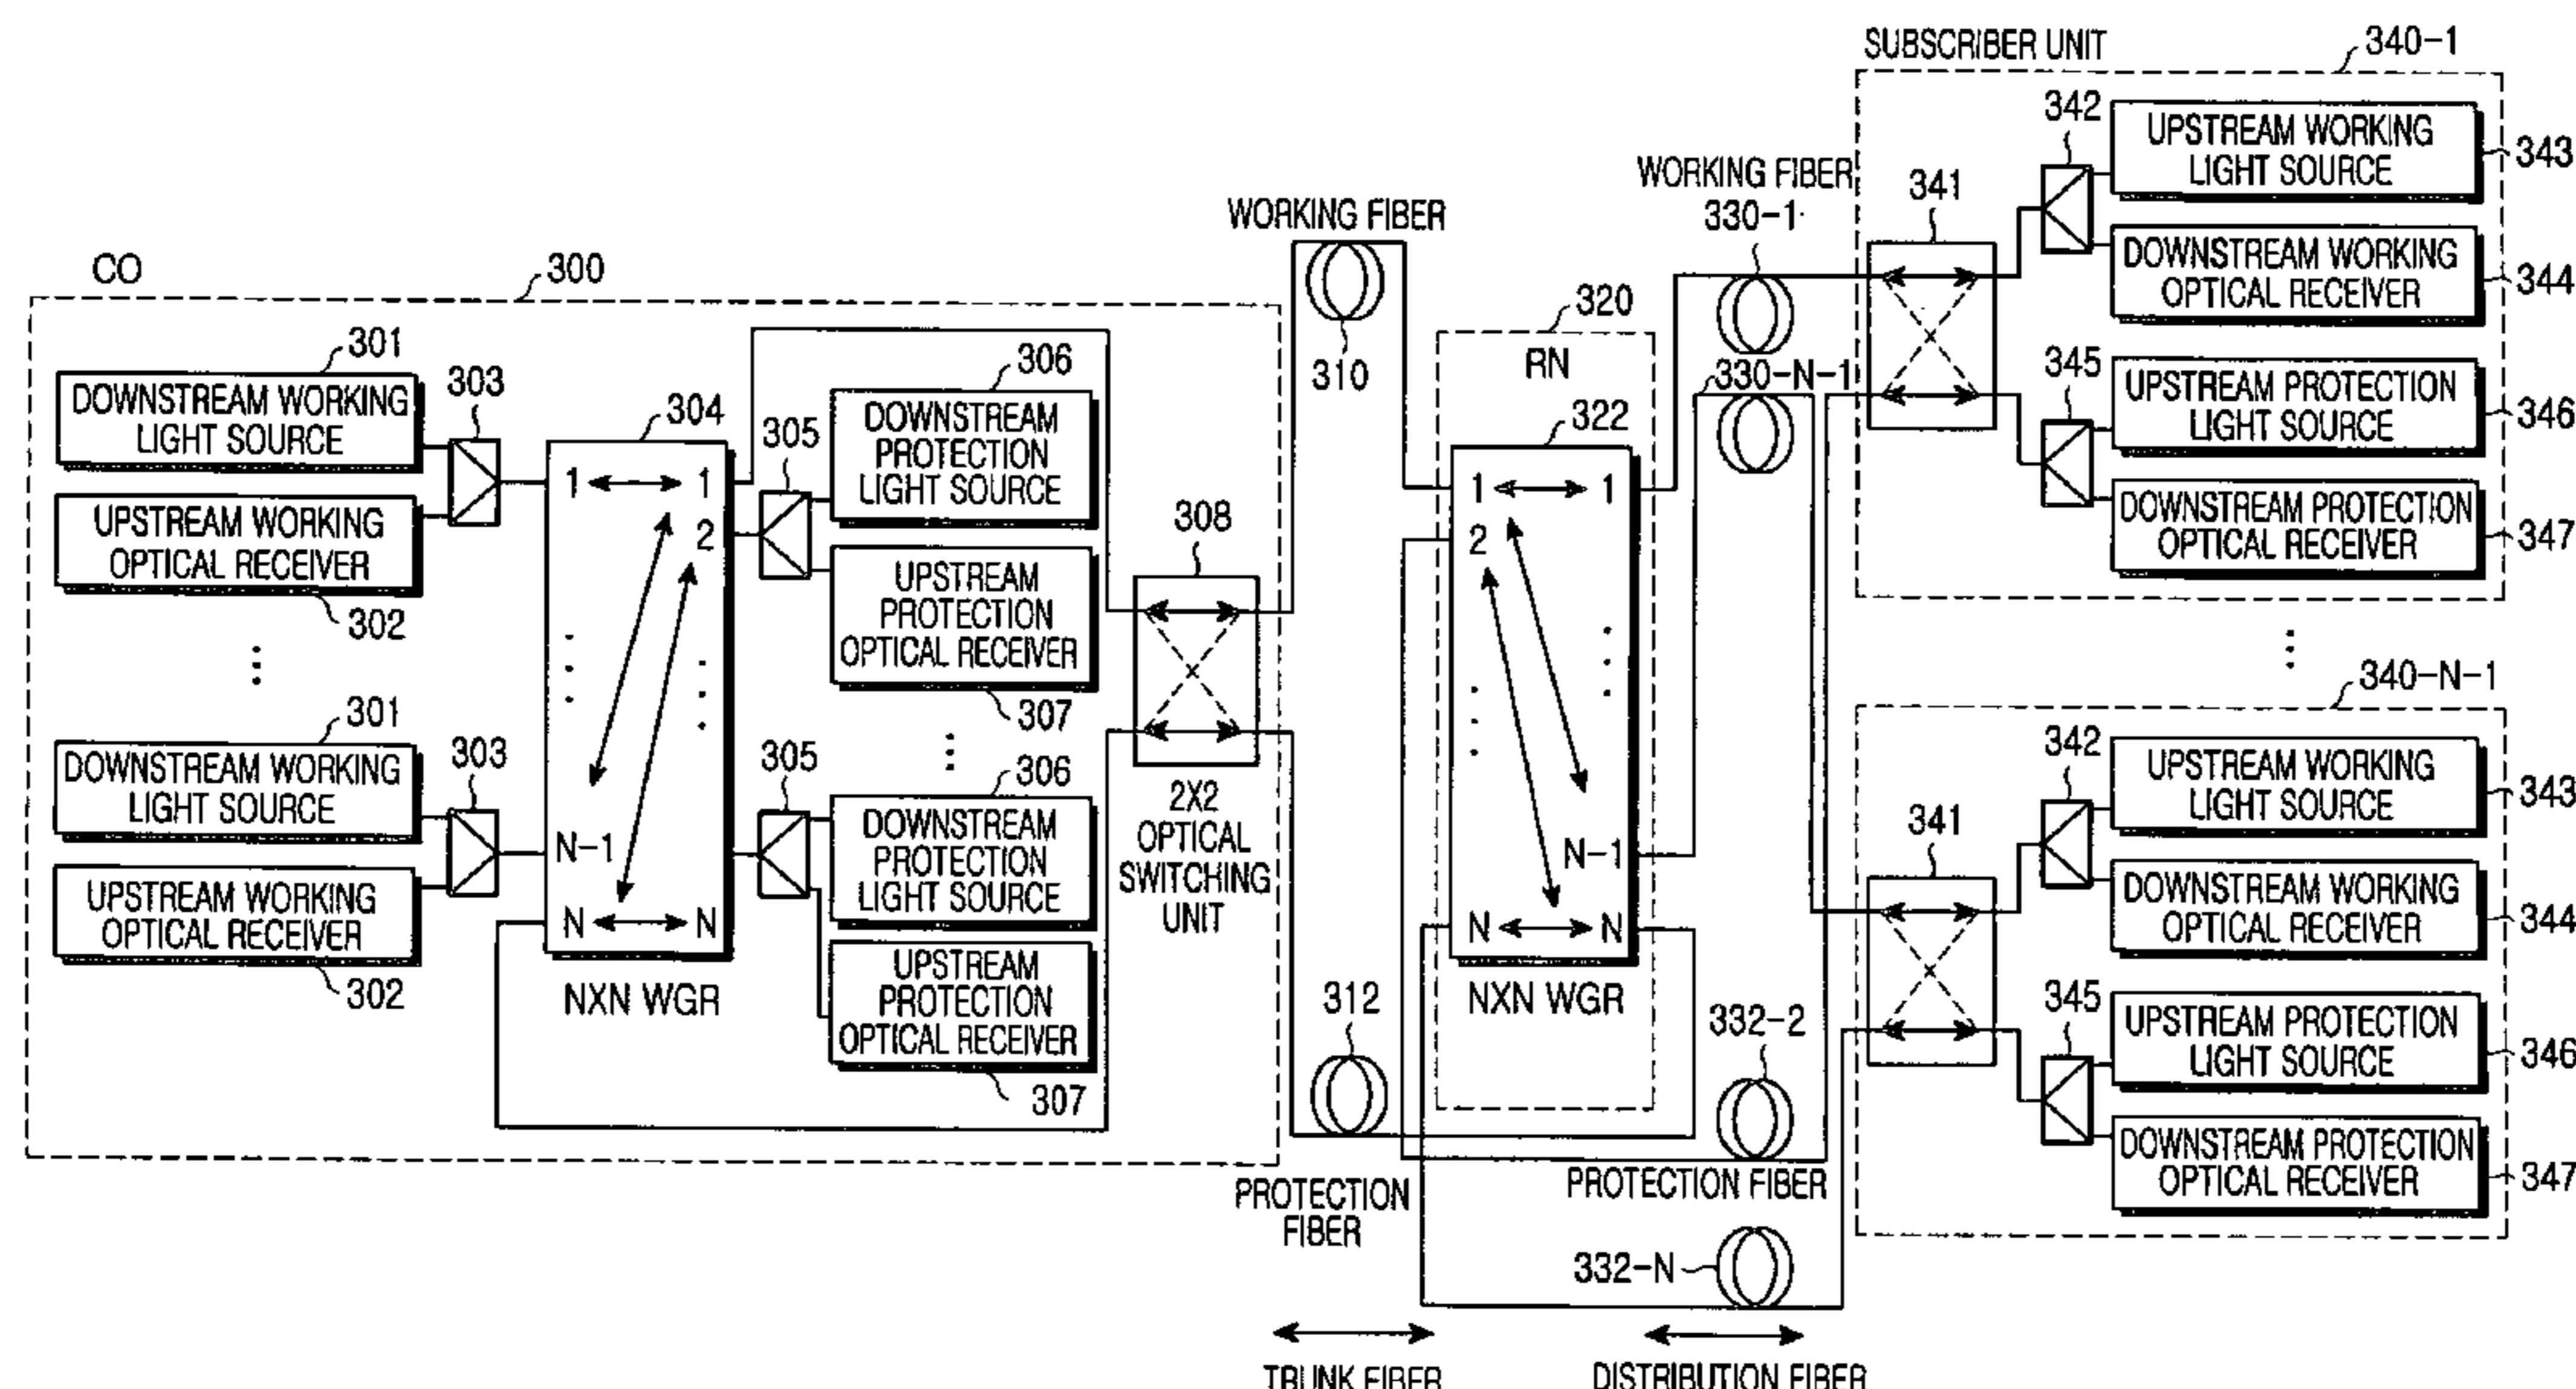 CO
300
301
DOWNSTREAM WORKING
LIGHT SOURCE
303
UPSTREAM WORKING
OPTICAL RECEIVER
302
301
DOWNSTREAM WORKING
LIGHT SOURCE
303
UPSTREAM WORKING
OPTICAL RECEIVER
302
304
1
1
2
N-1
N
N
NXN WGR
305
306
DOWNSTREAM
PROTECTION
LIGHT SOURCE
UPSTREAM
PROTECTION
OPTICAL RECEIVER
307
305
306
DOWNSTREAM
PROTECTION
LIGHT SOURCE
UPSTREAM
PROTECTION
OPTICAL RECEIVER
307
308
2X2
OPTICAL
SWITCHING
UNIT
WORKING FIBER
310
312
PROTECTION
FIBER
320
RN
322
1
1
2
N-1
N
N
NXN WGR
WORKING FIBER
330-1
330-N-1
332-2
PROTECTION FIBER
332-N
TRUNK FIBER
DISTRIBUTION FIBER
SUBSCRIBER UNIT
340-1
341
342
UPSTREAM WORKING
LIGHT SOURCE
343
DOWNSTREAM WORKING
OPTICAL RECEIVER
344
345
UPSTREAM PROTECTION
LIGHT SOURCE
346
DOWNSTREAM PROTECTION
OPTICAL RECEIVER
347
340-N-1
341
342
UPSTREAM WORKING
LIGHT SOURCE
343
DOWNSTREAM WORKING
OPTICAL RECEIVER
344
345
UPSTREAM PROTECTION
LIGHT SOURCE
346
DOWNSTREAM PROTECTION
OPTICAL RECEIVER
347